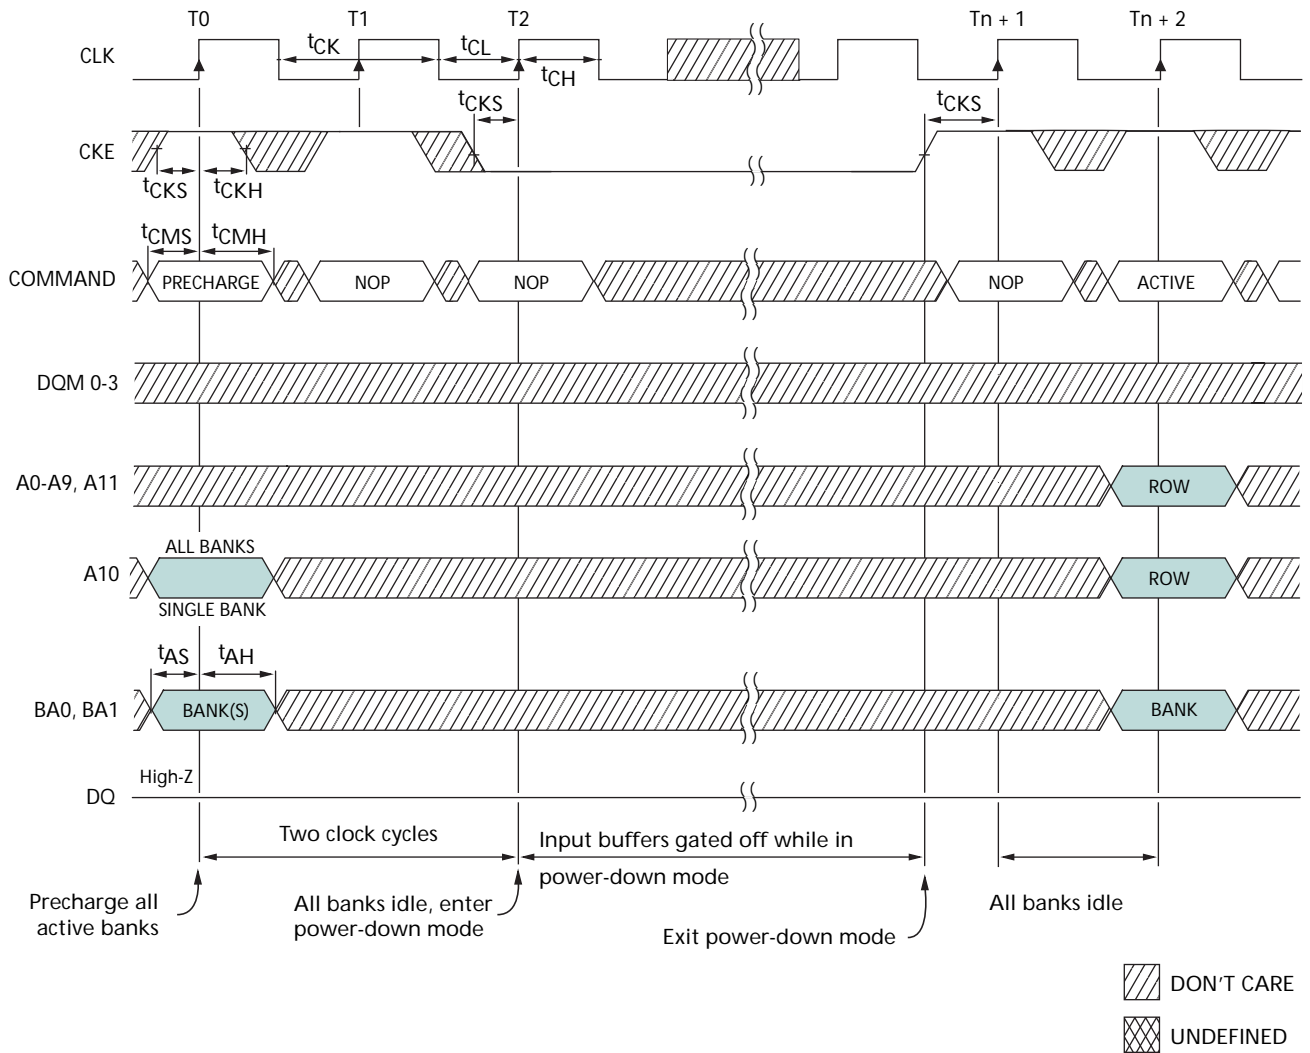 T0 T1 T2 Tn + 1 Tn + 2
CLK
tCK tCL tCH
tCKS tCKS
CKE
tCKS tCKH
tCMS tCMH
COMMAND PRECHARGE NOP NOP NOP ACTIVE
DQM 0-3
A0-A9, A11 ROW
ALL BANKS
A10 ROW
SINGLE BANK
tAS tAH
BA0, BA1 BANK(S) BANK
High-Z
DQ
Two clock cycles
Input buffers gated off while in
power-down mode
Precharge all
active banks
All banks idle, enter
power-down mode
Exit power-down mode
All banks idle
DON'T CARE
UNDEFINED